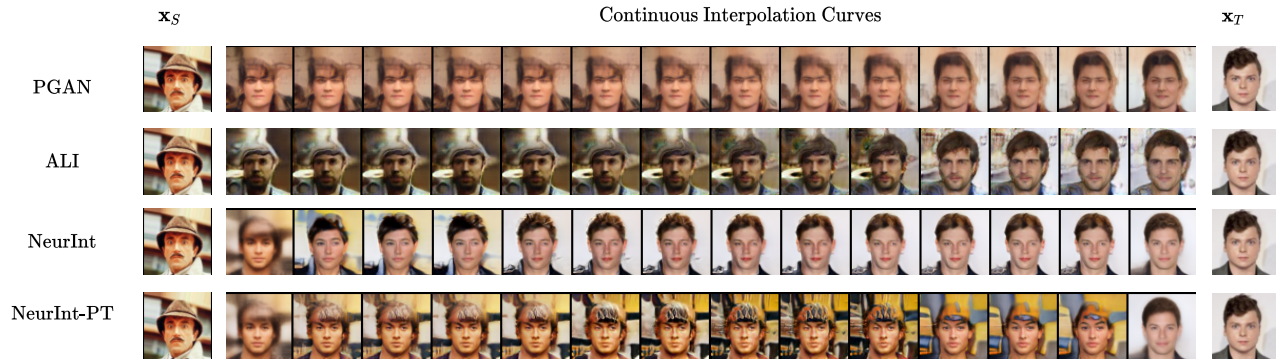 x_S Continuous Interpolation Curves x_T
PGAN
ALI
NeurInt
NeurInt-PT